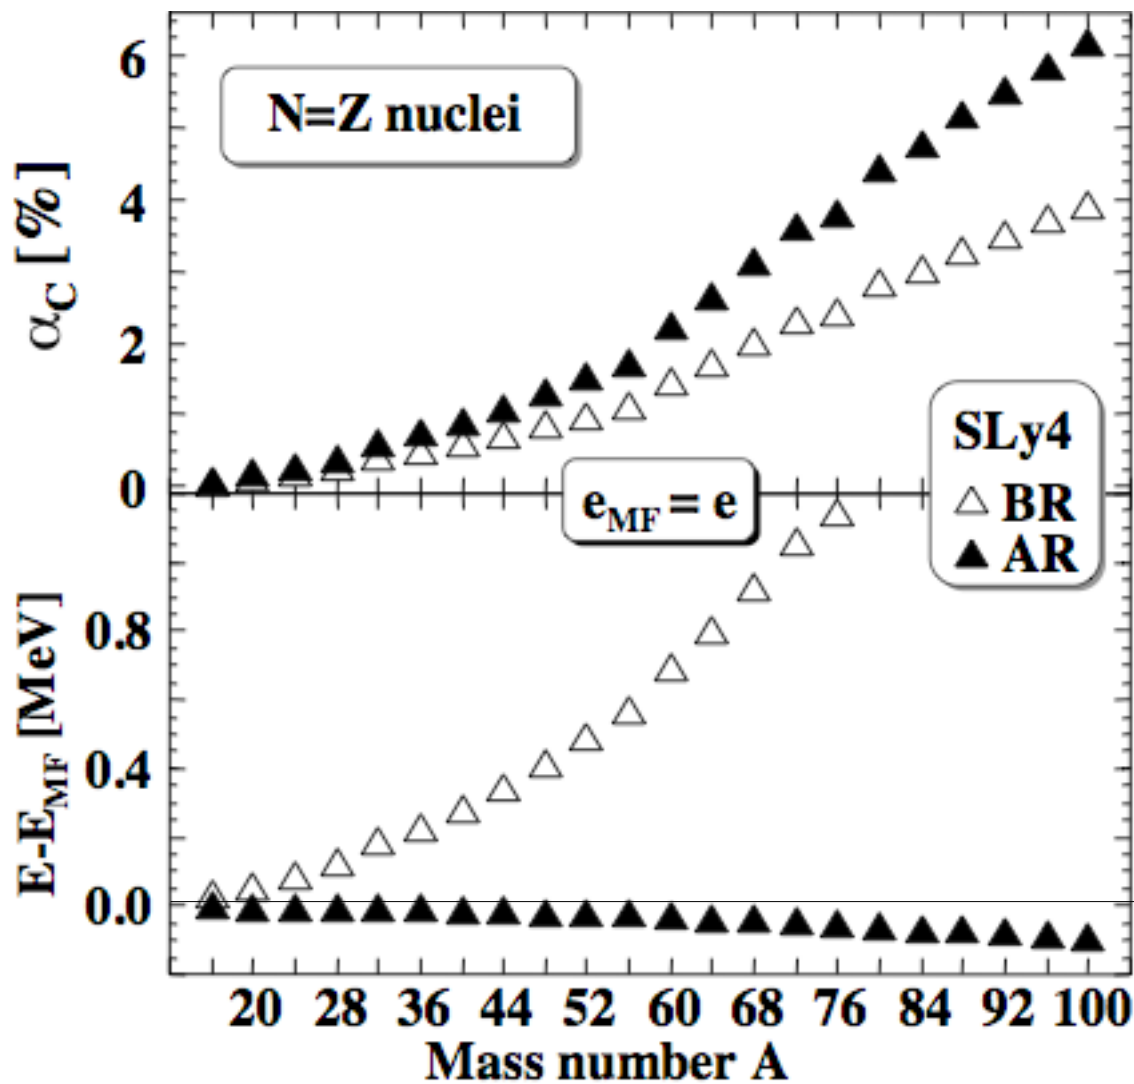 6
4
2
0
α_C [%]
N=Z nuclei
SLy4
△ BR
▲ AR
e_MF = e
0.8
0.4
0.0
E-E_MF [MeV]
20 28 36 44 52 60 68 76 84 92 100
Mass number A